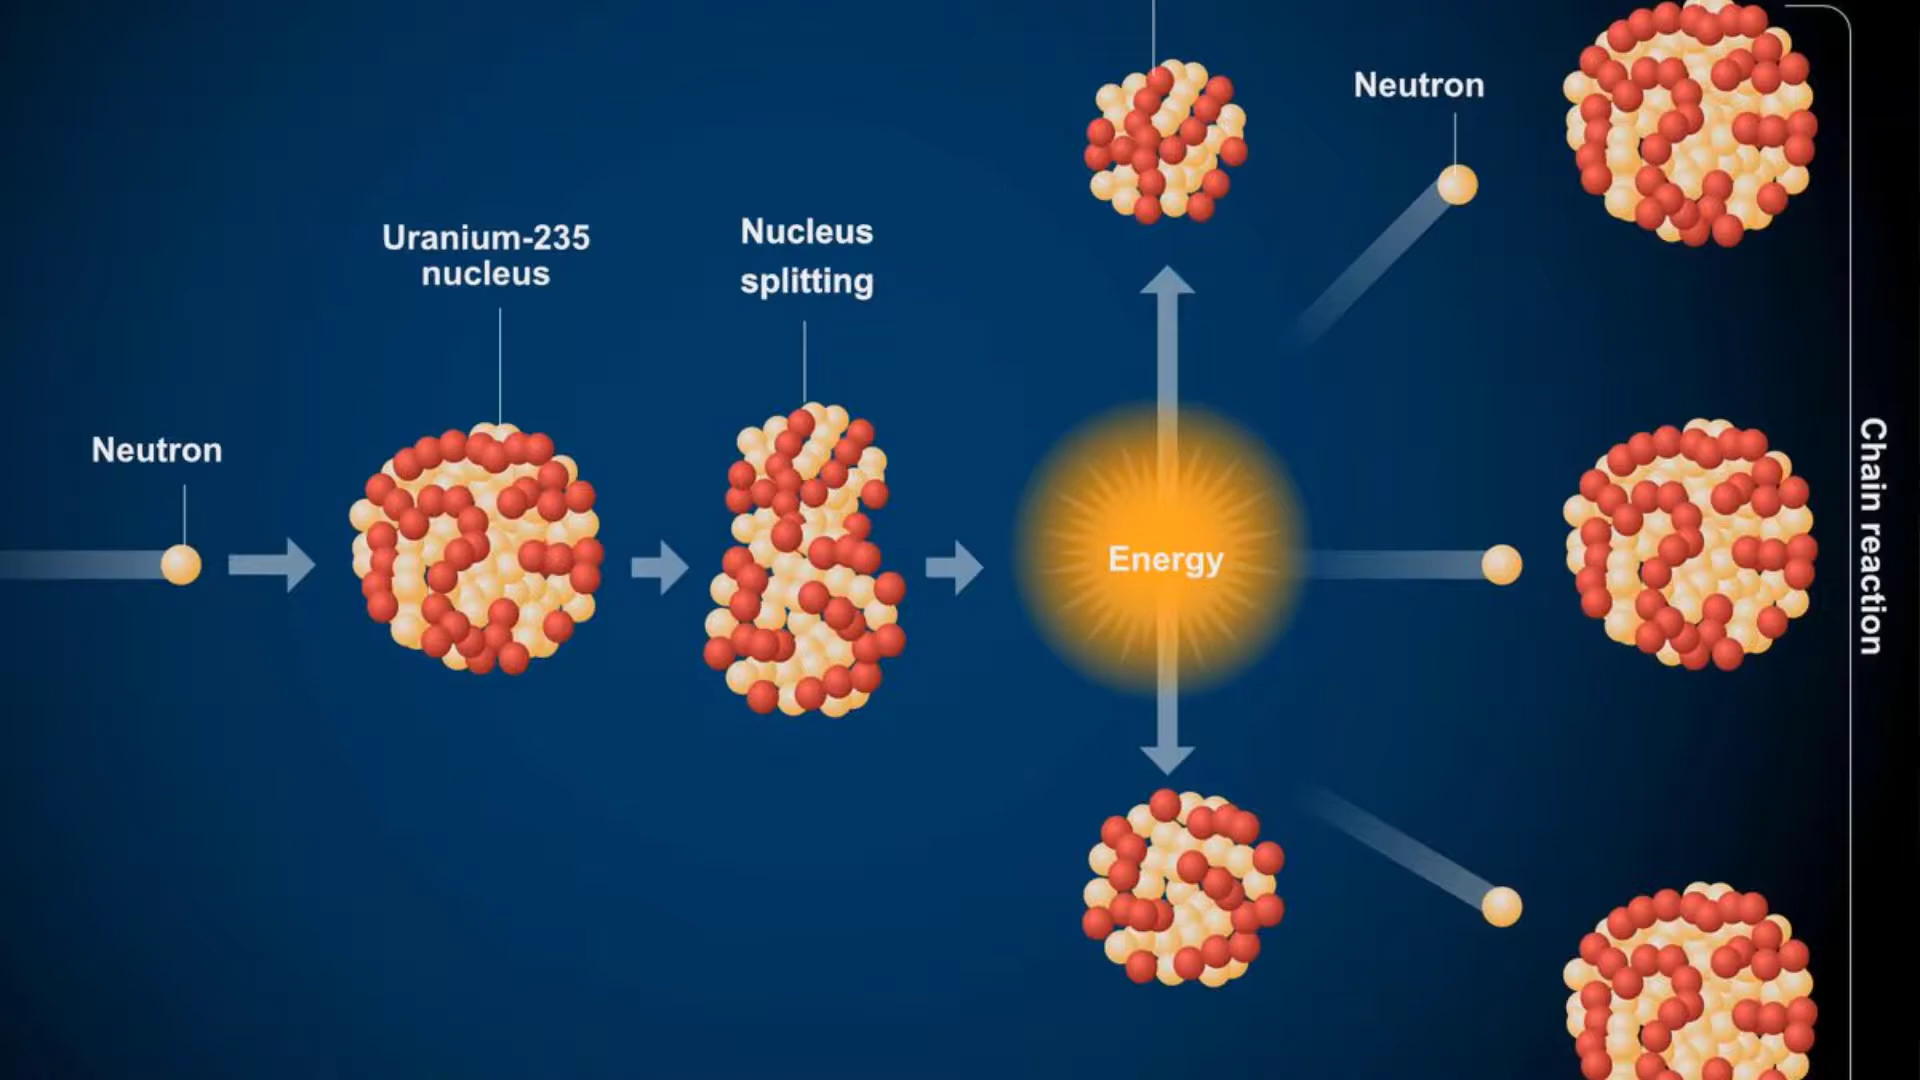 Neutron
Uranium-235
nucleus
Nucleus
splitting
Energy
Neutron
Chain reaction